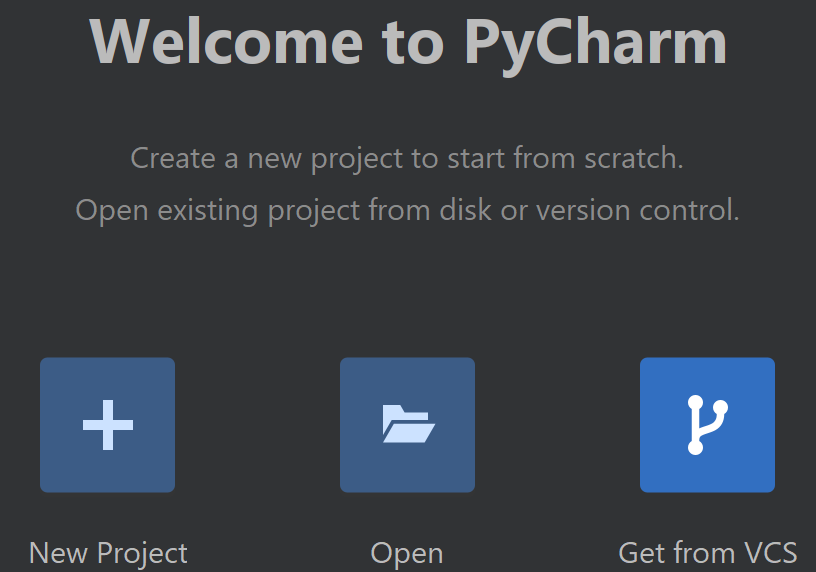 Welcome to PyCharm
Create a new project to start from scratch.
Open existing project from disk or version control.
New Project
Open
Get from VCS